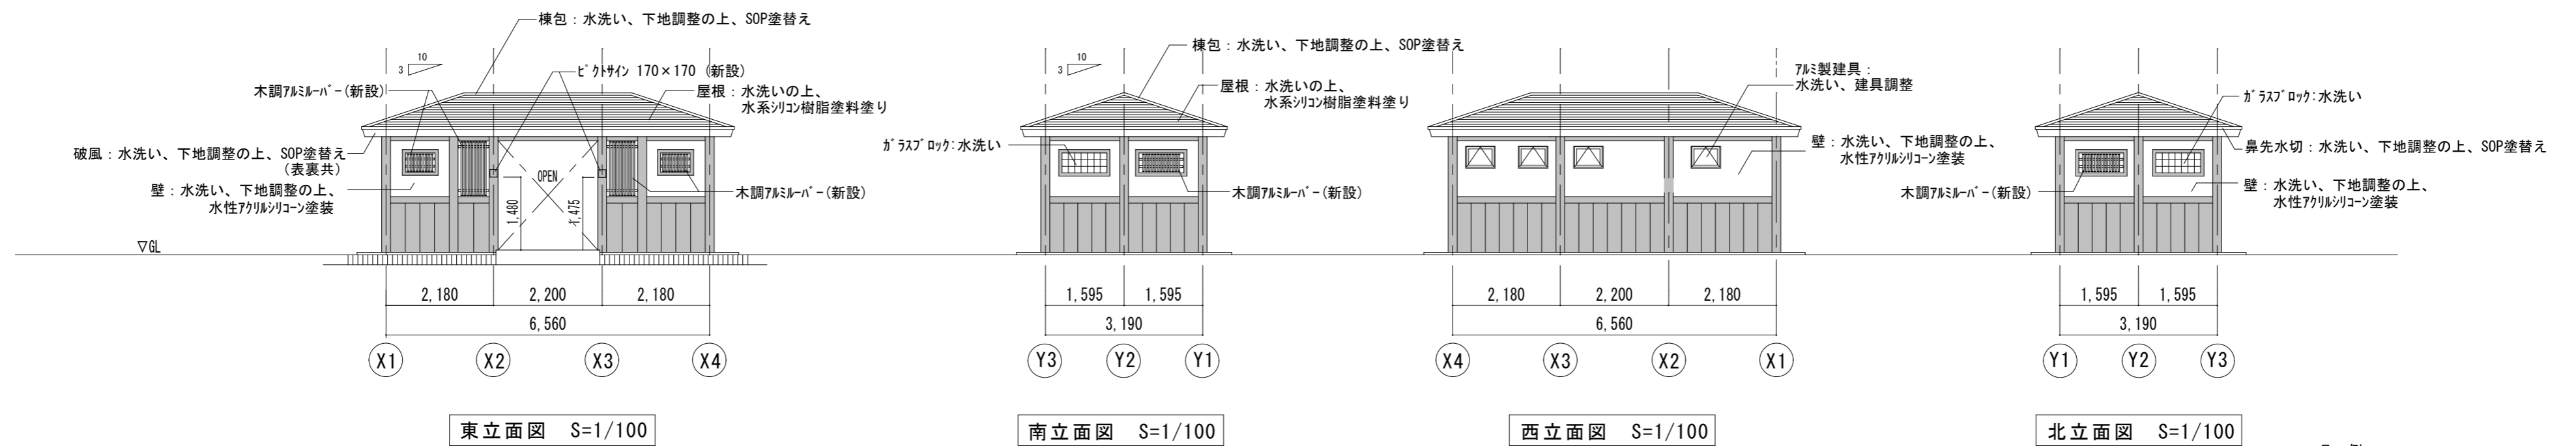 棟包：水洗い、下地調整の上、SOP塗替え
10
3
ﾋﾟｸﾄサイン 170×170 (新設)
木調ｱﾙﾐﾙｰﾊﾞｰ(新設)
屋根：水洗いの上、
水系ｼﾘｺﾝ樹脂塗料塗り
破風：水洗い、下地調整の上、SOP塗替え
(表裏共)
壁：水洗い、下地調整の上、
水性ｱｸﾘﾙｼﾘｺｰﾝ塗装
OPEN
1,480
1,475
木調ｱﾙﾐﾙｰﾊﾞｰ(新設)
▽GL
2,180
2,200
2,180
6,560
X1
X2
X3
X4
東立面図 S=1/100
10
3
棟包：水洗い、下地調整の上、SOP塗替え
屋根：水洗いの上、
水系ｼﾘｺﾝ樹脂塗料塗り
ｶﾞﾗｽﾌﾞﾛｯｸ:水洗い
木調ｱﾙﾐﾙｰﾊﾞｰ(新設)
1,595
1,595
3,190
Y3
Y2
Y1
南立面図 S=1/100
ｱﾙﾐ製建具：
水洗い、建具調整
壁：水洗い、下地調整の上、
水性ｱｸﾘﾙｼﾘｺｰﾝ塗装
2,180
2,200
2,180
6,560
X4
X3
X2
X1
西立面図 S=1/100
ｶﾞﾗｽﾌﾞﾛｯｸ:水洗い
鼻先水切：水洗い、下地調整の上、SOP塗替え
木調ｱﾙﾐﾙｰﾊﾞｰ(新設)
壁：水洗い、下地調整の上、
水性ｱｸﾘﾙｼﾘｺｰﾝ塗装
1,595
1,595
3,190
Y1
Y2
Y3
北立面図 S=1/100